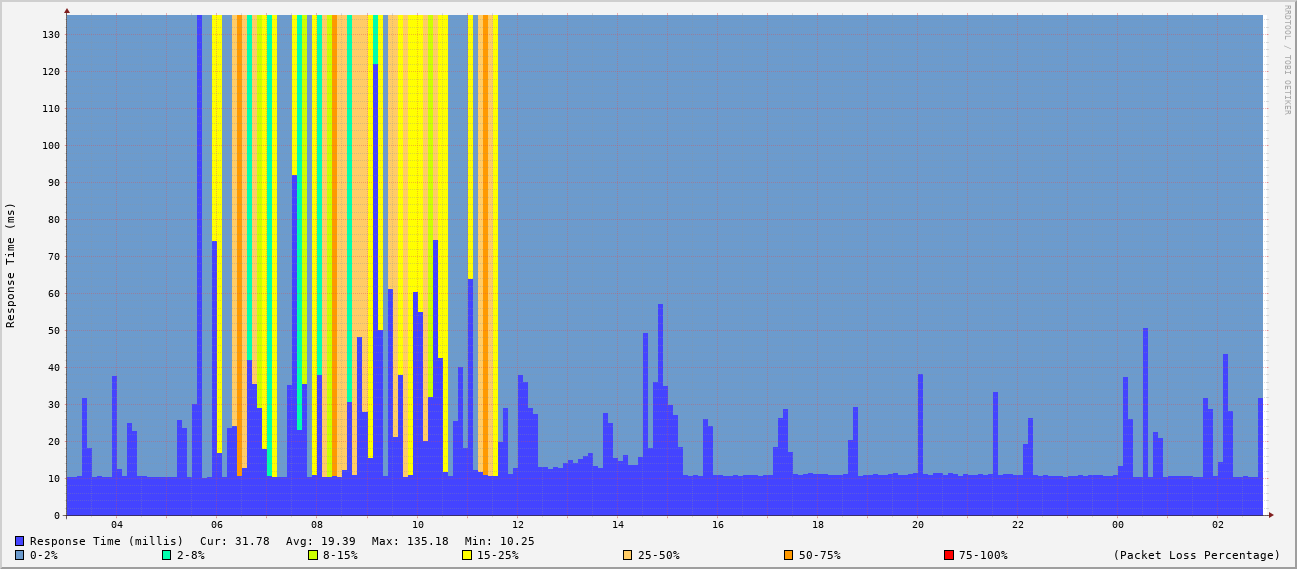 RRDTOOL / TOBI OETIKER
Response Time (ms)
130
120
110
100
90
80
70
60
50
40
30
20
10
0
04 06 08 10 12 14 16 18 20 22 00 02
Response Time (millis) Cur: 31.78 Avg: 19.39 Max: 135.18 Min: 10.25
0-2% 2-8% 8-15% 15-25% 25-50% 50-75% 75-100% (Packet Loss Percentage)